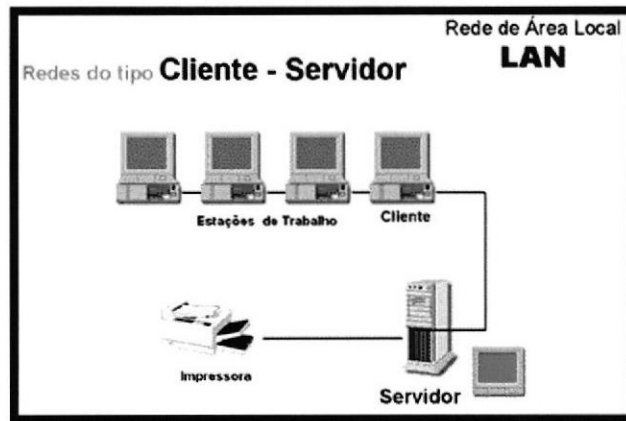 Rede de Área Local
LAN
Redes do tipo Cliente - Servidor
Estações de Trabalho
Cliente
Impressora
Servidor